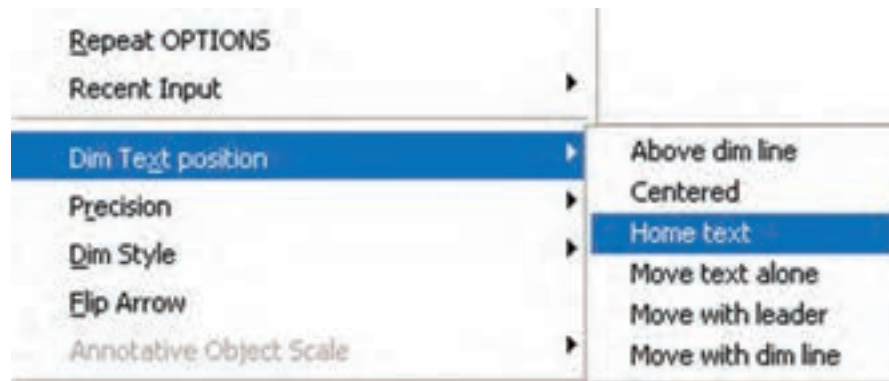 Repeat OPTIONS
Recent Input
Dim Text position
Precision
Dim Style
Flip Arrow
Annotative Object Scale
Above dim line
Centered
Home text
Move text alone
Move with leader
Move with dim line